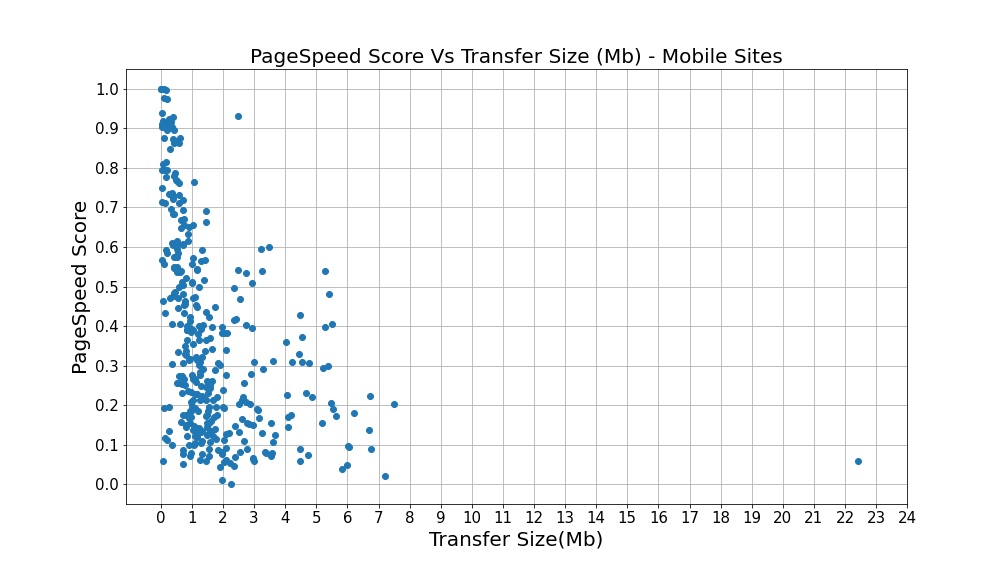 PageSpeed Score Vs Transfer Size (Mb) - Mobile Sites
PageSpeed Score
1.0
0.9
0.8
0.7
0.6
0.5
0.4
0.3
0.2
0.1
0.0
0 1 2 3 4 5 6 7 8 9 10 11 12 13 14 15 16 17 18 19 20 21 22 23 24
Transfer Size(Mb)